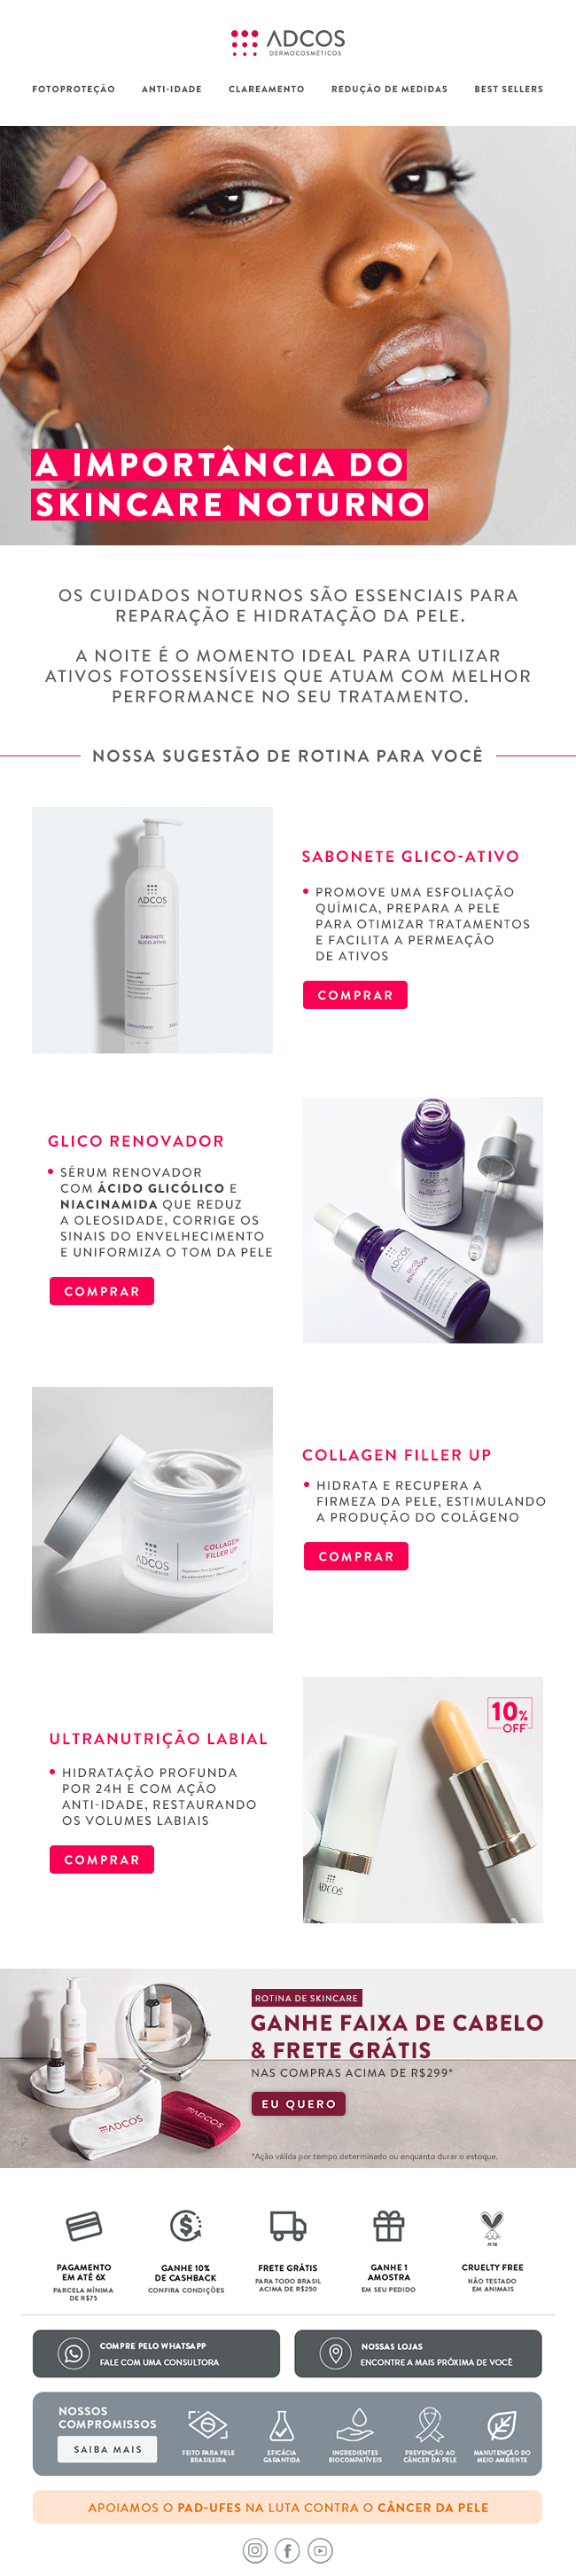 ADCOS
DERMOCOSMÉTICOS
FOTOPROTEÇÃO ANTI-IDADE CLAREAMENTO REDUÇÃO DE MEDIDAS BEST SELLERS
A IMPORTÂNCIA DO
SKINCARE NOTURNO
OS CUIDADOS NOTURNOS SÃO ESSENCIAIS PARA
REPARAÇÃO E HIDRATAÇÃO DA PELE.
A NOITE É O MOMENTO IDEAL PARA UTILIZAR
ATIVOS FOTOSSENSÍVEIS QUE ATUAM COM MELHOR
PERFORMANCE NO SEU TRATAMENTO.
NOSSA SUGESTÃO DE ROTINA PARA VOCÊ
ADCOS
SABONETE
GLICO-ATIVO
SABONETE GLICO-ATIVO
• PROMOVE UMA ESFOLIAÇÃO
QUÍMICA, PREPARA A PELE
PARA OTIMIZAR TRATAMENTOS
E FACILITA A PERMEAÇÃO
DE ATIVOS
COMPRAR
GLICO RENOVADOR
• SÉRUM RENOVADOR
COM ÁCIDO GLICÓLICO E
NIACINAMIDA QUE REDUZ
A OLEOSIDADE, CORRIGE OS
SINAIS DO ENVELHECIMENTO
E UNIFORMIZA O TOM DA PELE
COMPRAR
ADCOS
GLICO
RENOVADOR
ADCOS
GLICO
RENOVADOR
ADCOS
COLLAGEN
FILLER UP
COLLAGEN FILLER UP
• HIDRATA E RECUPERA A
FIRMEZA DA PELE, ESTIMULANDO
A PRODUÇÃO DO COLÁGENO
COMPRAR
ULTRANUTRIÇÃO LABIAL
• HIDRATAÇÃO PROFUNDA
POR 24H E COM AÇÃO
ANTI-IDADE, RESTAURANDO
OS VOLUMES LABIAIS
COMPRAR
10%
OFF
ADCOS
ROTINA DE SKINCARE
GANHE FAIXA DE CABELO
& FRETE GRÁTIS
NAS COMPRAS ACIMA DE R$299*
EU QUERO
*Ação válida por tempo determinado ou enquanto durar o estoque.
ADCOS
ADCOS
PAGAMENTO
EM ATÉ 6X
PARCELA MÍNIMA
DE R$75
GANHE 10%
DE CASHBACK
CONFIRA CONDIÇÕES
FRETE GRÁTIS
PARA TODO BRASIL
ACIMA DE R$250
GANHE 1
AMOSTRA
EM SEU PEDIDO
CRUELTY FREE
NÃO TESTADO
EM ANIMAIS
COMPRE PELO WHATSAPP
FALE COM UMA CONSULTORA
NOSSAS LOJAS
ENCONTRE A MAIS PRÓXIMA DE VOCÊ
NOSSOS
COMPROMISSOS
SAIBA MAIS
FEITO PARA PELE
BRASILEIRA
EFICÁCIA
GARANTIDA
INGREDIENTES
BIOCOMPATÍVEIS
PREVENÇÃO AO
CÂNCER DA PELE
MANUTENÇÃO DO
MEIO AMBIENTE
APOIAMOS O PAD-UFES NA LUTA CONTRA O CÂNCER DA PELE